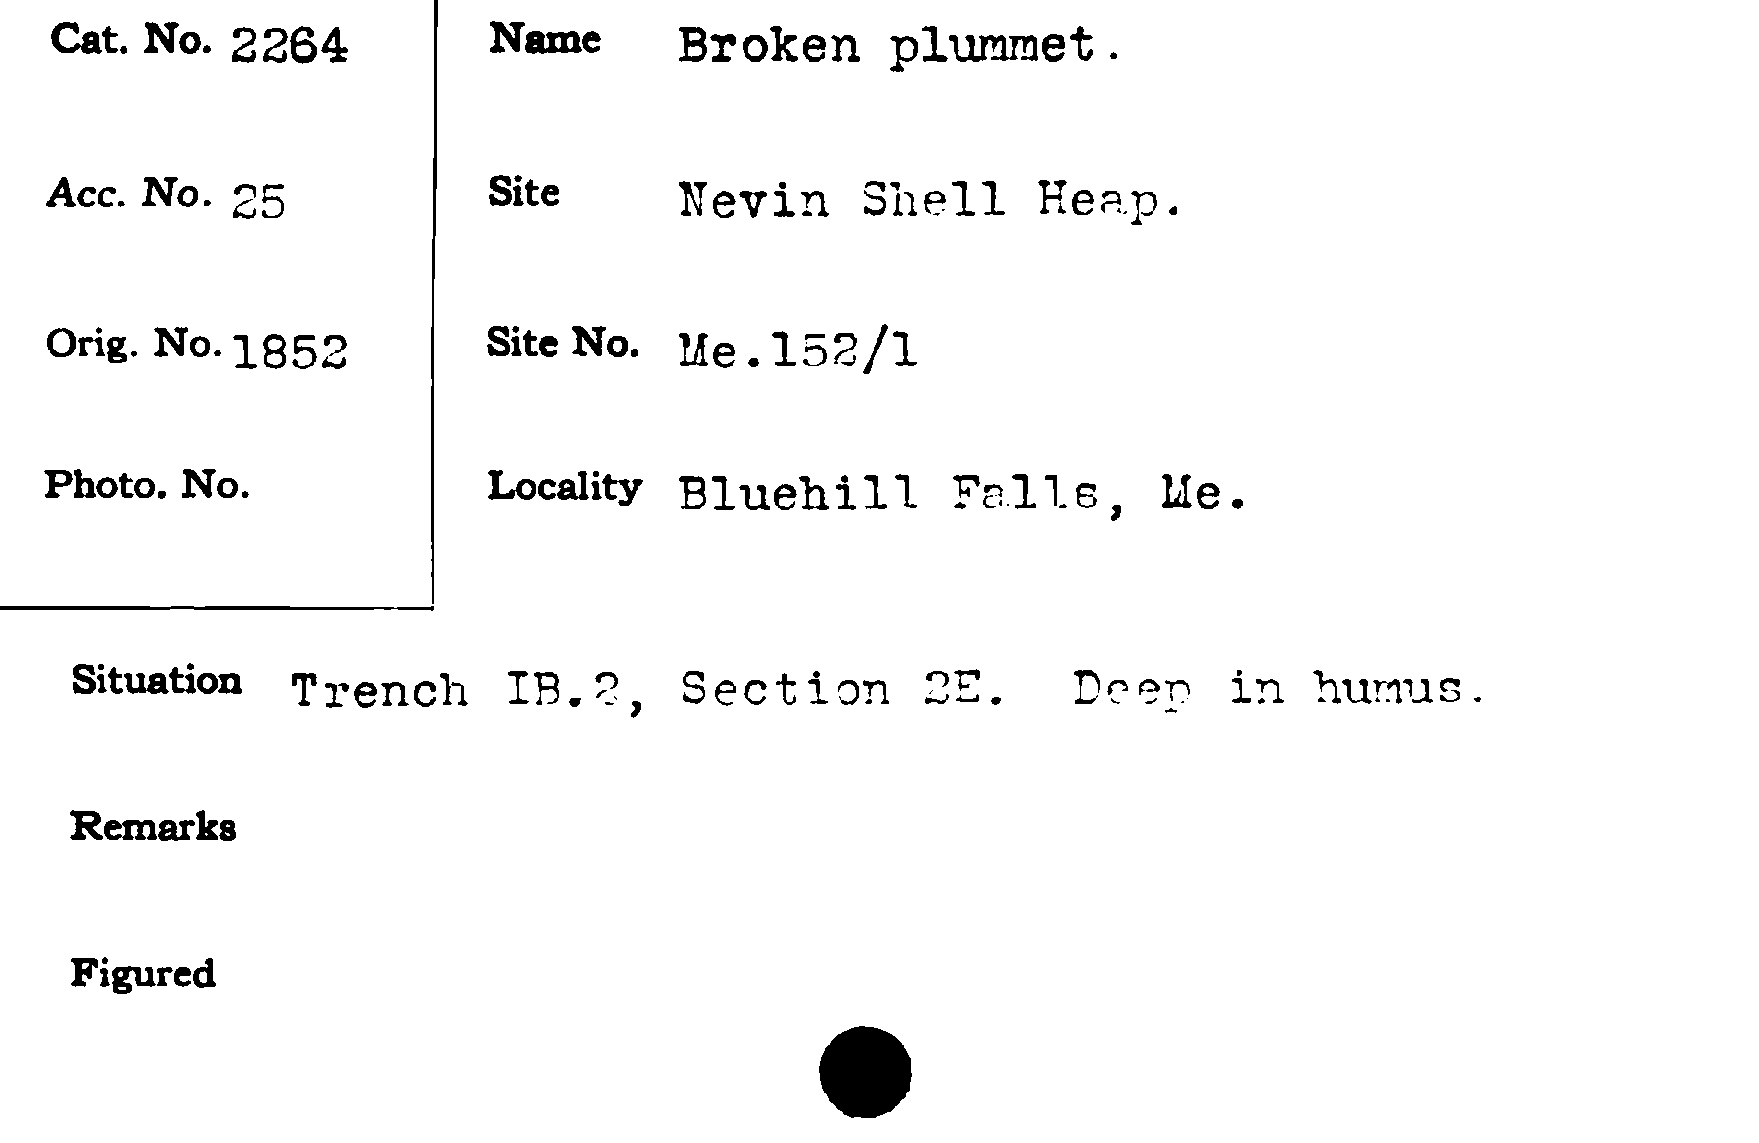 Cat. No. 2264
Name Broken plummet.
Acc. No. 25
Site Nevin Shell Heap.
Orig. No. 1852
Site No. Me.152/1
Photo. No.
Locality Bluehill Falls, Me.
Situation Trench IB.2, Section 2E. Deep in humus.
Remarks
Figured